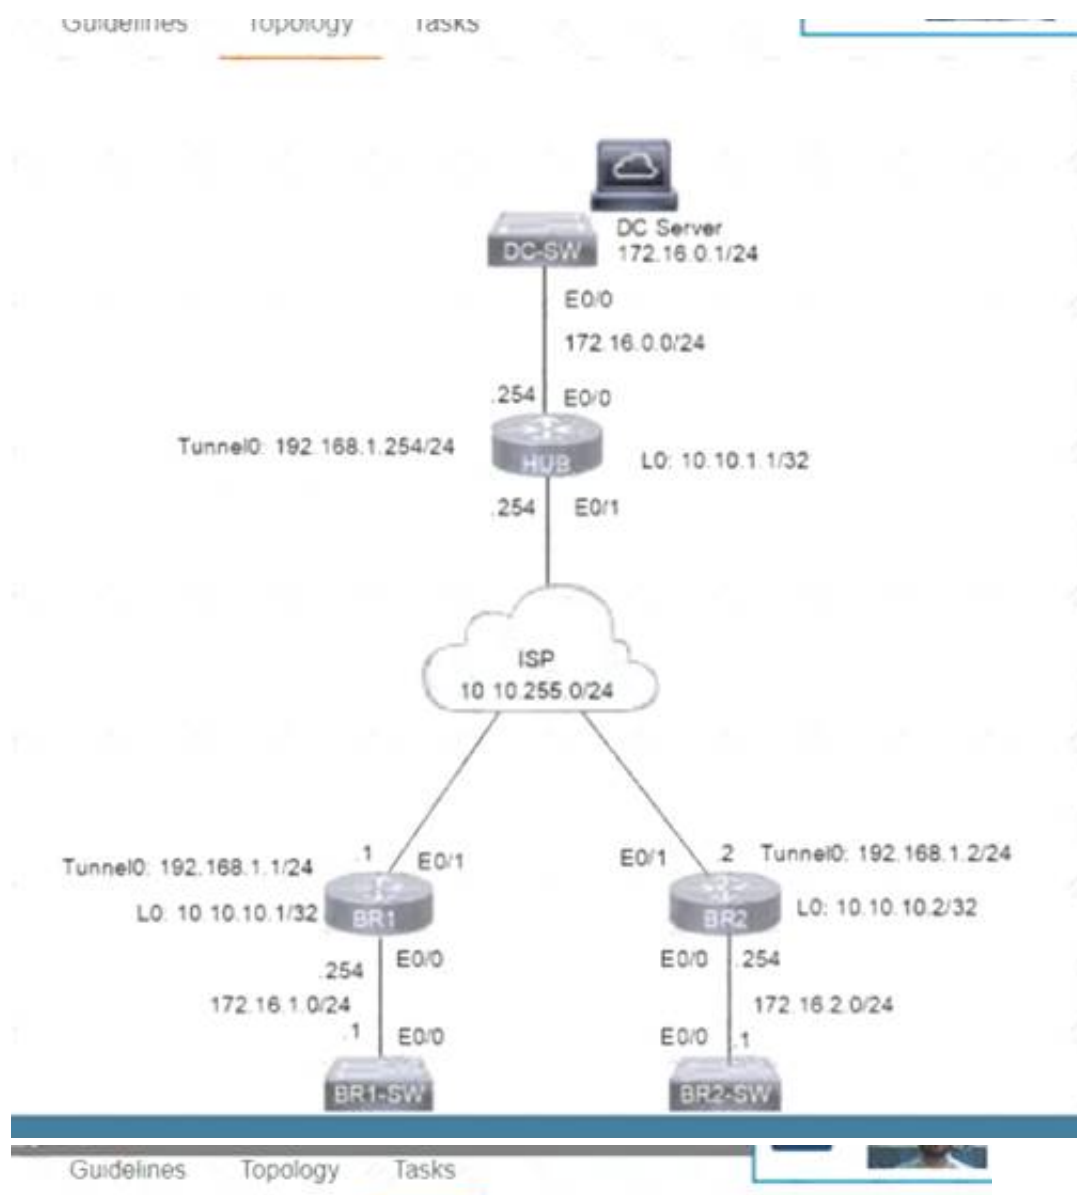 Guidelines Topology Tasks
DC Server
172.16.0.1/24
DC-SW
E0/0
172.16.0.0/24
.254 E0/0
Tunnel0: 192.168.1.254/24
HUB
L0: 10.10.1.1/32
.254 E0/1
ISP
10.10.255.0/24
.1 E0/1
Tunnel0: 192.168.1.1/24
L0: 10.10.10.1/32
BR1
E0/1 .2 Tunnel0: 192.168.1.2/24
L0: 10.10.10.2/32
BR2
.254 E0/0
172.16.1.0/24
.1 E0/0
BR1-SW
E0/0 .254
172.16.2.0/24
E0/0 .1
BR2-SW
Guidelines Topology Tasks